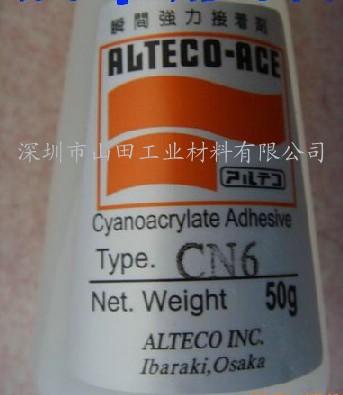 瞬間強力接着剤
ALTECO-ACE
深圳市山田工业材料有限公司
アルテコ
Cyanoacrylate Adhesive
Type. CN6
Net. Weight 50g
ALTECO INC.
Ibaraki,Osaka